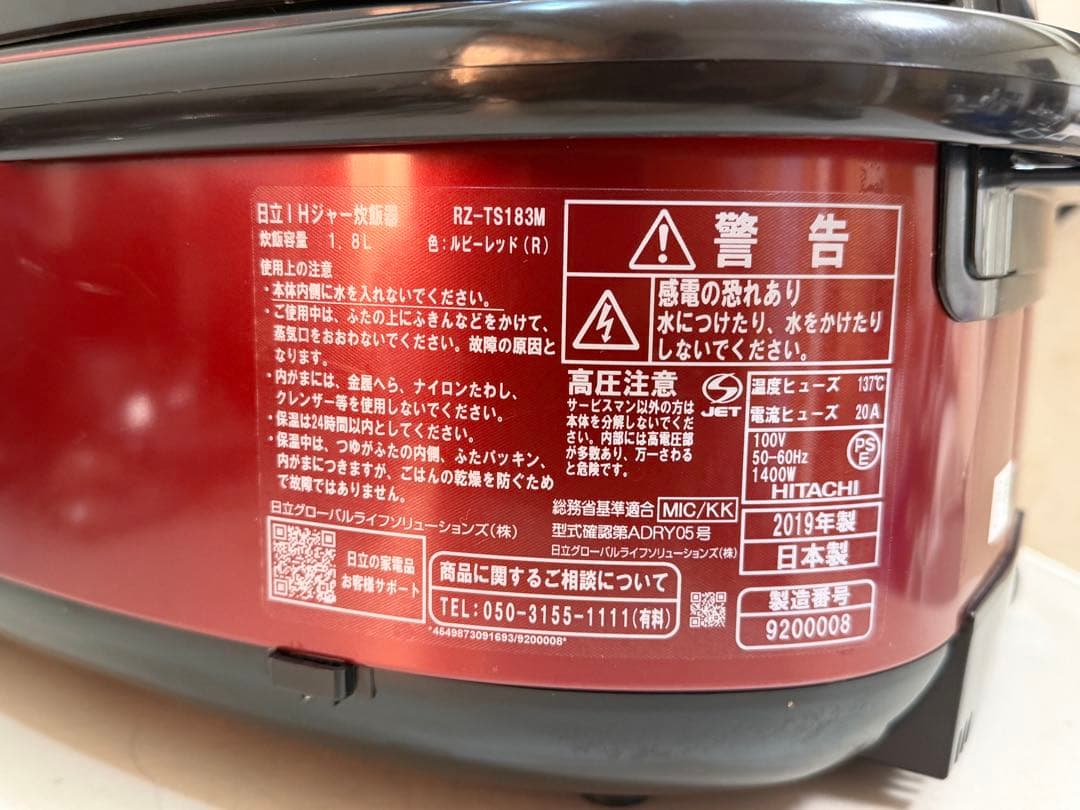 日立IHジャー炊飯器 RZ-TS183M
炊飯容量 1.8L 色:ルビーレッド(R)
使用上の注意
・本体内側に水を入れないでください。
・ご使用中は、ふたの上にふきんなどをかけて、
蒸気口をおおわないでください。故障の原因と
なります。
・内がまには、金属へら、ナイロンたわし、
クレンザー等を使用しないでください。
・保温は24時間以内としてください。
・保温中は、つゆがふたの内側、ふたパッキン、
内がまにつきますが、ごはんの乾燥を防ぐため
で故障ではありません。
日立グローバルライフソリューションズ(株)
日立の家電品
お客様サポート
商品に関するご相談について
TEL:050-3155-1111(有料)
*4549873091693/9200008*
警告
感電の恐れあり
水につけたり、水をかけたり
しないでください。
高圧注意
サービスマン以外の方は
本体を分解しないでくだ
さい。内部には高電圧部
が多数あり、万一さわる
と危険です。
JET
温度ヒューズ 137℃
電流ヒューズ 20A
100V
50-60Hz
1400W
PSE
HITACHI
総務省基準適合 MIC/KK
型式確認第ADRY05号
日立グローバルライフソリューションズ(株)
2019年製
日本製
製造番号
9200008